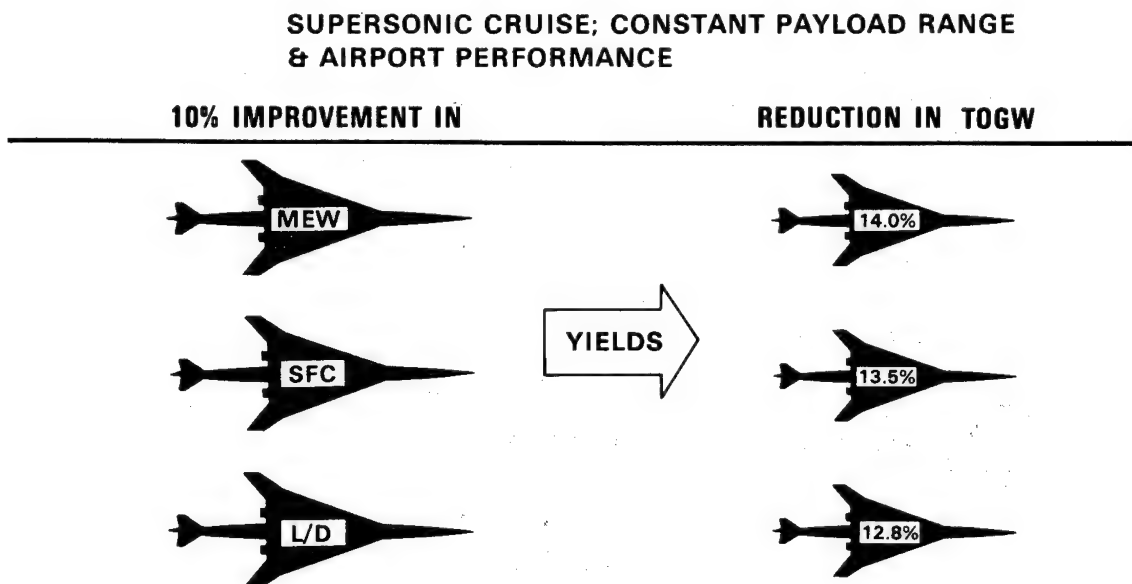 SUPERSONIC CRUISE; CONSTANT PAYLOAD RANGE
& AIRPORT PERFORMANCE
10% IMPROVEMENT IN
REDUCTION IN TOGW
MEW
14.0%
YIELDS
SFC
13.5%
L/D
12.8%